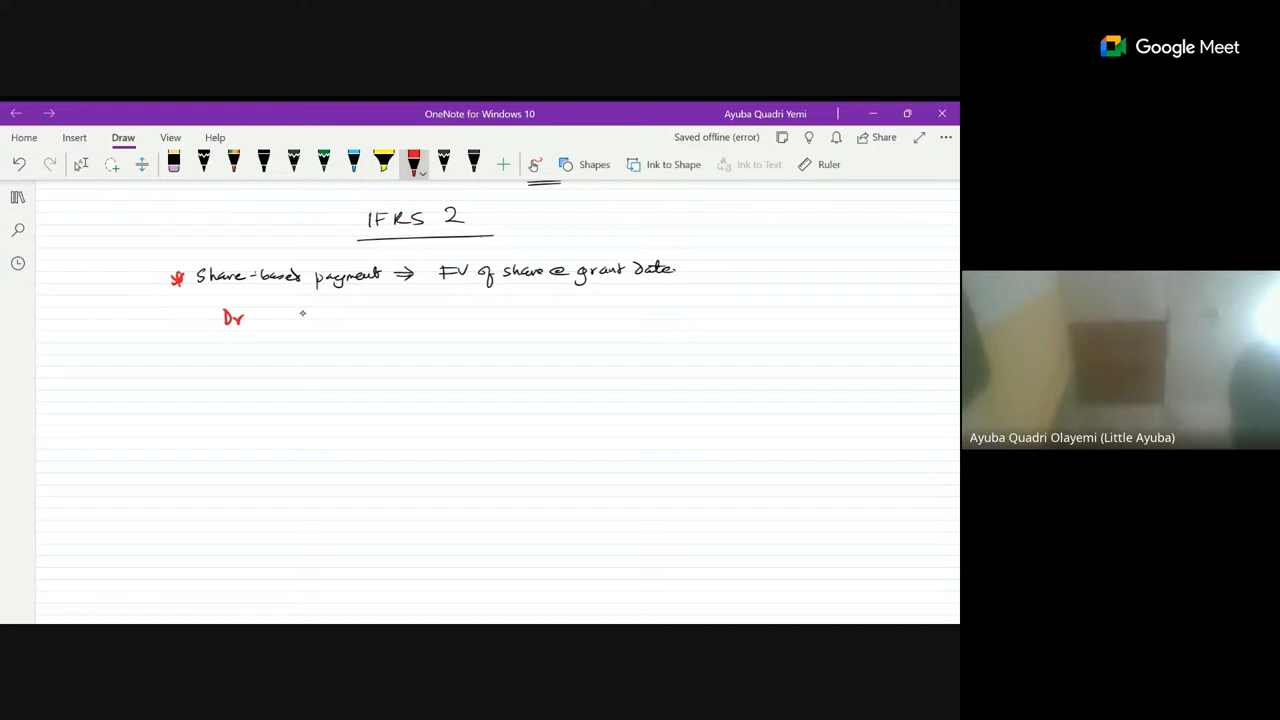 Google Meet
OneNote for Windows 10
Ayuba Quadri Yemi
Home Insert Draw View Help
Saved offline (error)
Share
Shapes
Ink to Shape
Ink to Text
Ruler
IFRS 2
Share-based payment ⇒ FV of share @ grant Date
Dr
Ayuba Quadri Olayemi (Little Ayuba)